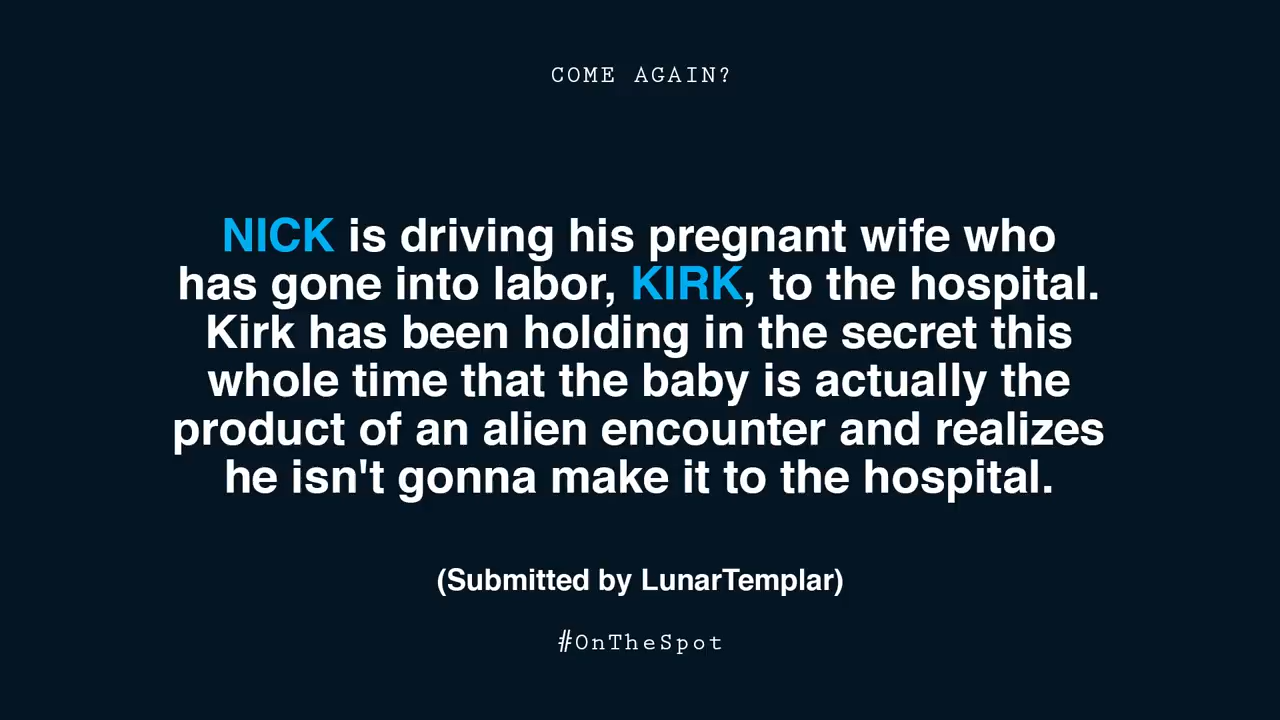 COME AGAIN?
NICK is driving his pregnant wife who
has gone into labor, KIRK, to the hospital.
Kirk has been holding in the secret this
whole time that the baby is actually the
product of an alien encounter and realizes
he isn't gonna make it to the hospital.
(Submitted by LunarTemplar)
#OnTheSpot